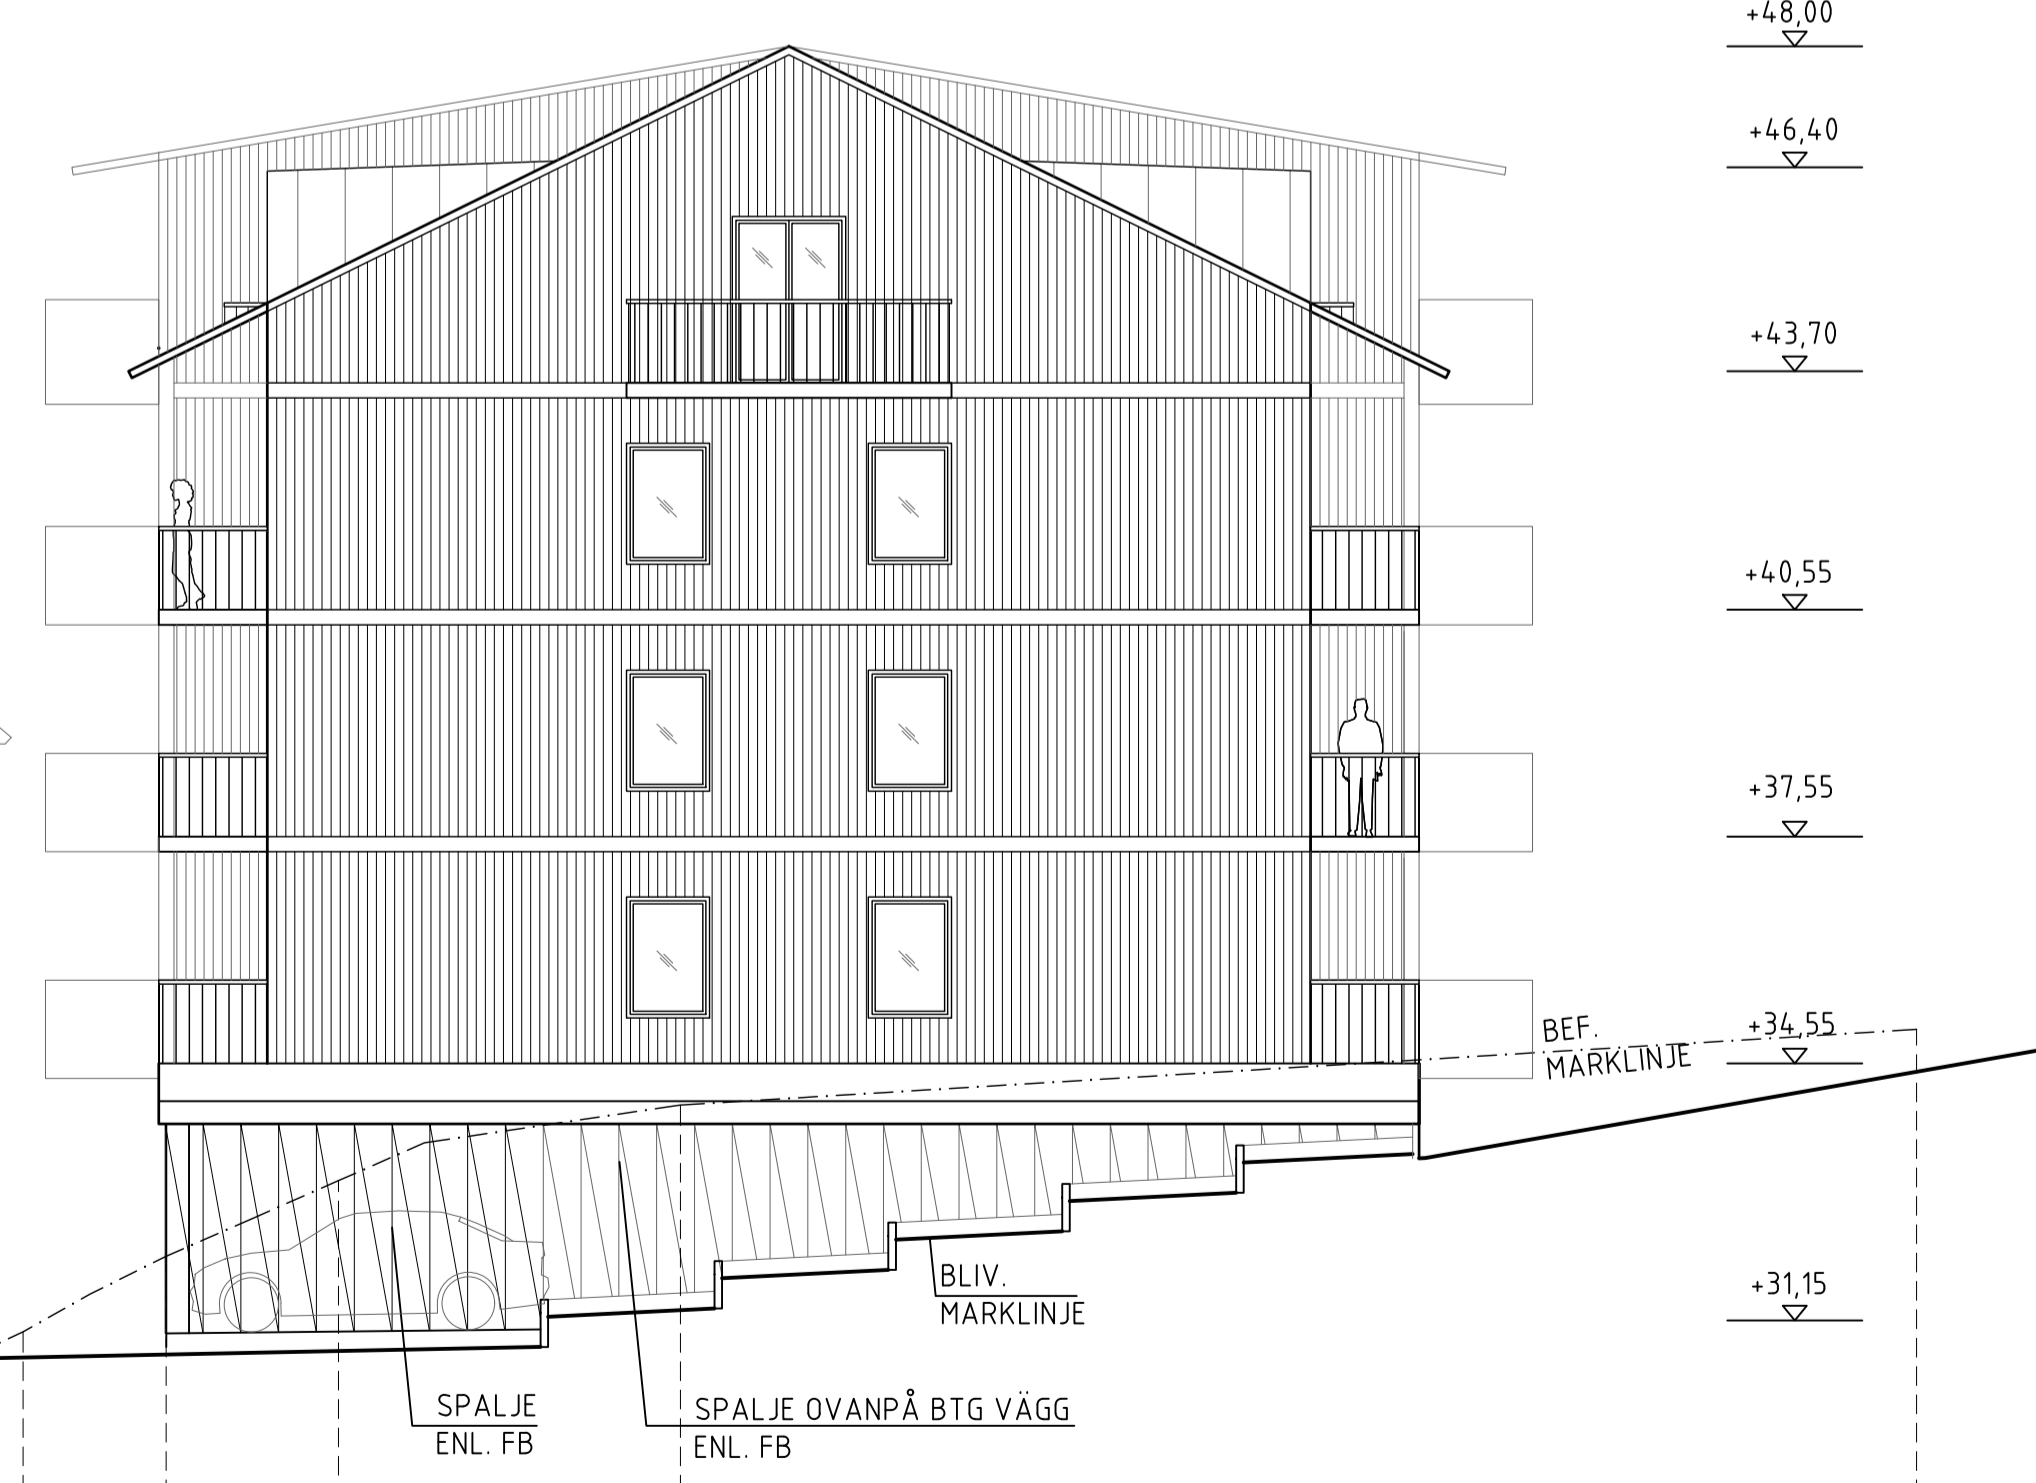 +48,00
+46,40
+43,70
+40,55
+37,55
+34,55
BEF.
MARKLINJE
+31,15
BLIV.
MARKLINJE
SPALJE
ENL. FB
SPALJE OVANPÅ BTG VÄGG
ENL. FB